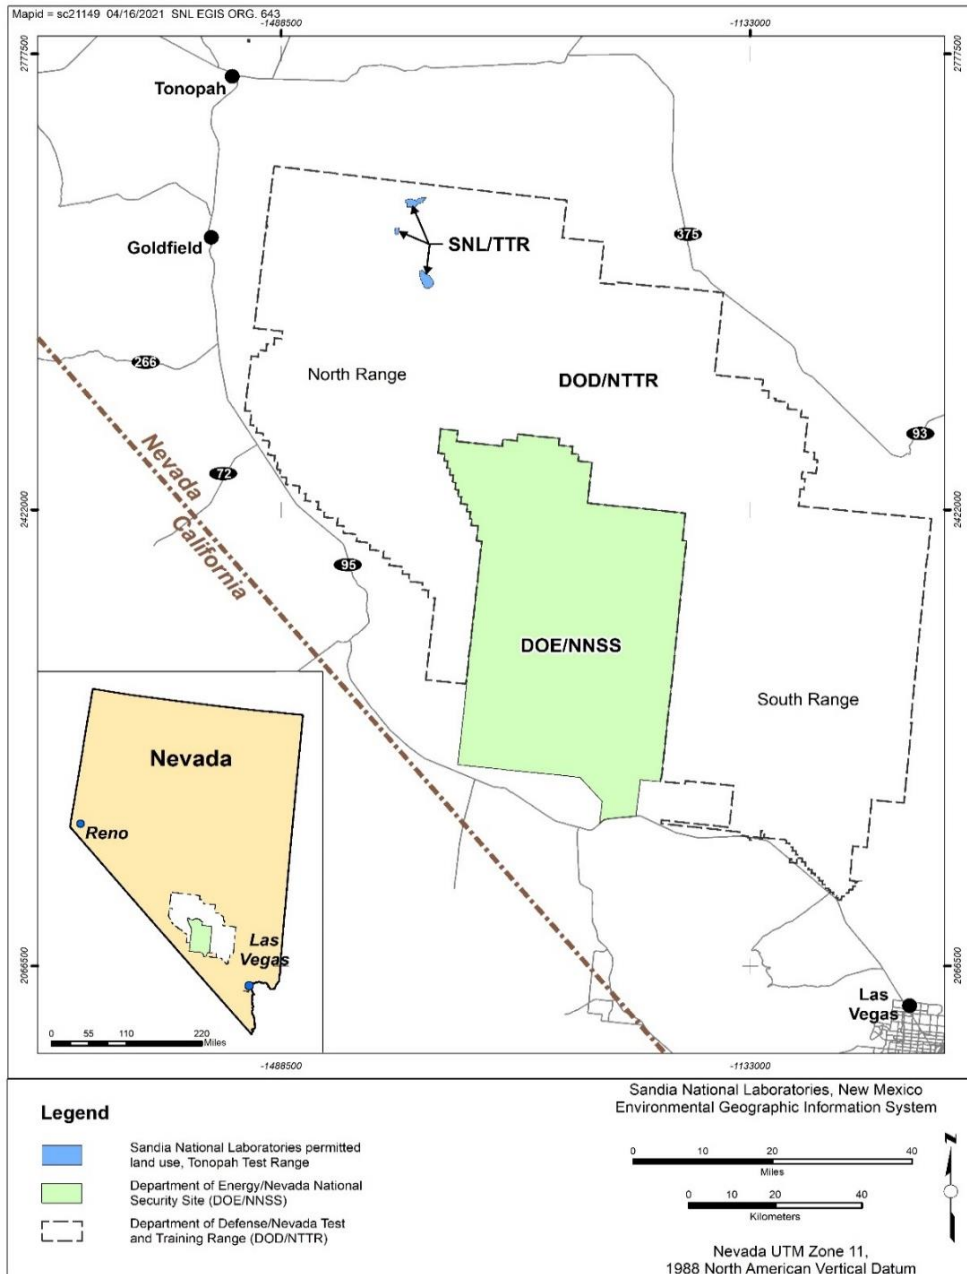 Mapid = sc21149 04/16/2021 SNL EGIS ORG. 643
-1488500
-1133000
2777500
2777500
Tonopah
SNL/TTR
375
Goldfield
266
North Range
DOD/NTTR
93
Nevada
72
California
2422000
2422000
95
DOE/NNSS
South Range
Nevada
Reno
Las
Vegas
0 55 110 220
Miles
2066500
2066500
Las
Vegas
-1488500
-1133000
Legend
Sandia National Laboratories permitted
land use, Tonopah Test Range
Department of Energy/Nevada National
Security Site (DOE/NNSS)
Department of Defense/Nevada Test
and Training Range (DOD/NTTR)
Sandia National Laboratories, New Mexico
Environmental Geographic Information System
0 10 20 40
Miles
0 10 20 40
Kilometers
N
Nevada UTM Zone 11,
1988 North American Vertical Datum